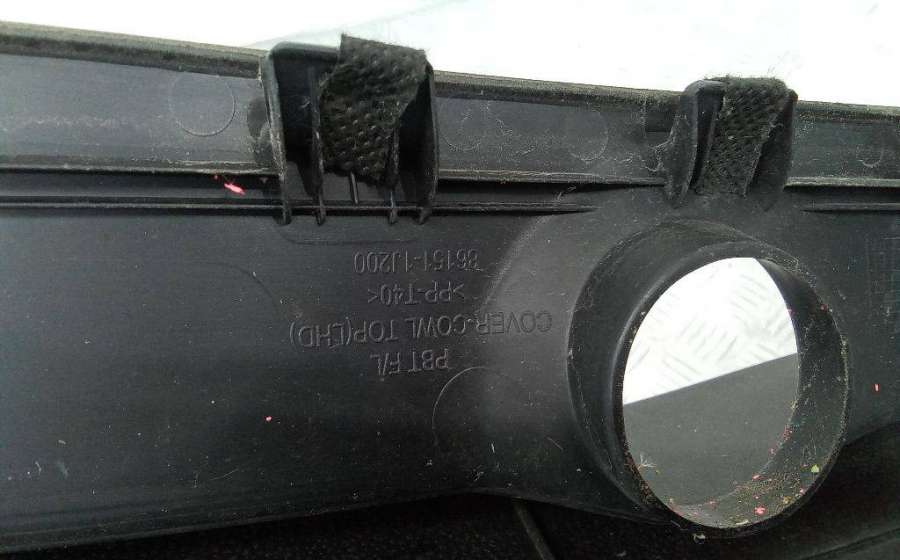 PBT F/L
COVER-COWL TOP(LHD)
>PP-T40<
86151-1J200